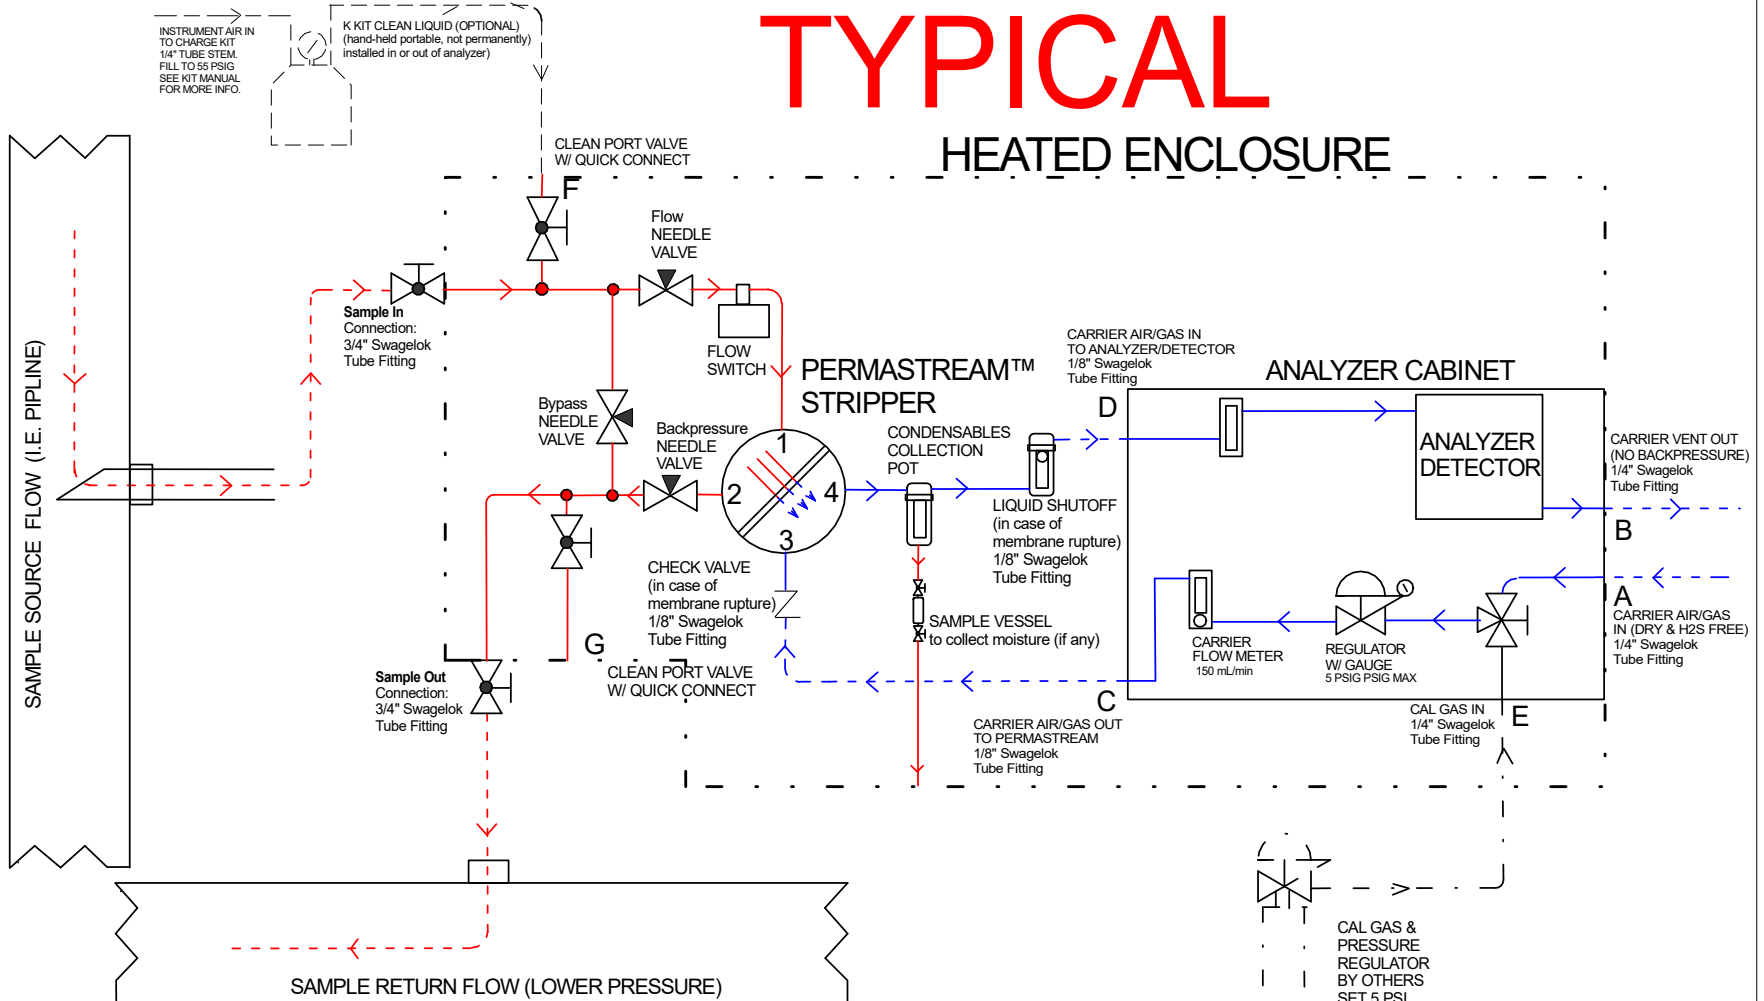 TYPICAL
INSTRUMENT AIR IN
TO CHARGE KIT
1/4" TUBE STEM.
FILL TO 55 PSIG
SEE KIT MANUAL
FOR MORE INFO.
K KIT CLEAN LIQUID (OPTIONAL)
(hand-held portable, not permanently)
installed in or out of analyzer)
HEATED ENCLOSURE
CLEAN PORT VALVE
W/ QUICK CONNECT
F
Flow
NEEDLE
VALVE
Sample In
Connection:
3/4" Swagelok
Tube Fitting
FLOW
SWITCH
SAMPLE SOURCE FLOW (I.E. PIPLINE)
PERMASTREAM™
STRIPPER
CARRIER AIR/GAS IN
TO ANALYZER/DETECTOR
1/8" Swagelok
Tube Fitting
D
ANALYZER CABINET
ANALYZER
DETECTOR
Bypass
NEEDLE
VALVE
Backpressure
NEEDLE
VALVE
1
2
3
4
CONDENSABLES
COLLECTION
POT
LIQUID SHUTOFF
(in case of
membrane rupture)
1/8" Swagelok
Tube Fitting
CARRIER VENT OUT
(NO BACKPRESSURE)
1/4" Swagelok
Tube Fitting
B
A
CARRIER AIR/GAS
IN (DRY & H2S FREE)
1/4" Swagelok
Tube Fitting
CHECK VALVE
(in case of
membrane rupture)
1/8" Swagelok
Tube Fitting
SAMPLE VESSEL
to collect moisture (if any)
CARRIER
FLOW METER
150 mL/min
REGULATOR
W/ GAUGE
5 PSIG PSIG MAX
G
CLEAN PORT VALVE
W/ QUICK CONNECT
Sample Out
Connection:
3/4" Swagelok
Tube Fitting
C
CARRIER AIR/GAS OUT
TO PERMASTREAM
1/8" Swagelok
Tube Fitting
CAL GAS IN
1/4" Swagelok
Tube Fitting
E
CAL GAS &
PRESSURE
REGULATOR
BY OTHERS
SET 5 PSI
SAMPLE RETURN FLOW (LOWER PRESSURE)